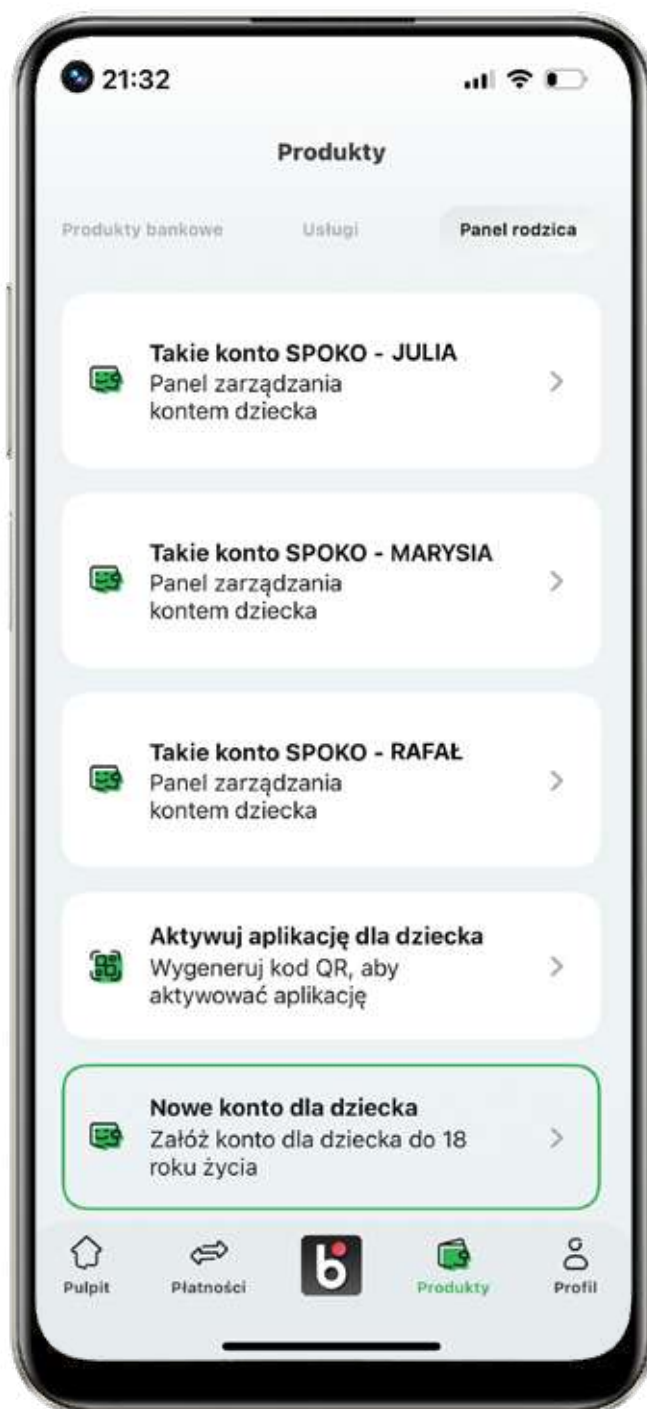 21:32
Produkty
Produkty bankowe
Usługi
Panel rodzica
Takie konto SPOKO - JULIA
Panel zarządzania
kontem dziecka
Takie konto SPOKO - MARYSIA
Panel zarządzania
kontem dziecka
Takie konto SPOKO - RAFAŁ
Panel zarządzania
kontem dziecka
Aktywuj aplikację dla dziecka
Wygeneruj kod QR, aby
aktywować aplikację
Nowe konto dla dziecka
Załóż konto dla dziecka do 18
roku życia
Pulpit
Płatności
b
Produkty
Profil